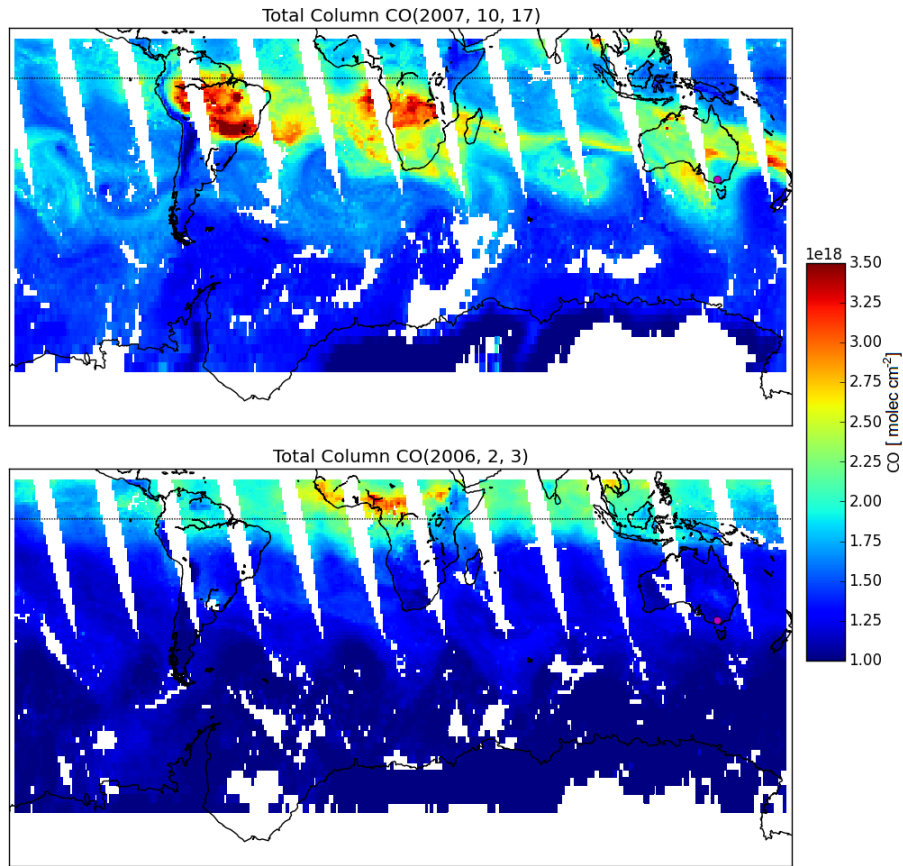 Total Column CO(2007, 10, 17)
1e18
3.50
3.25
3.00
2.75
2.50
2.25
2.00
1.75
1.50
1.25
1.00
CO [ molec cm⁻²]
Total Column CO(2006, 2, 3)